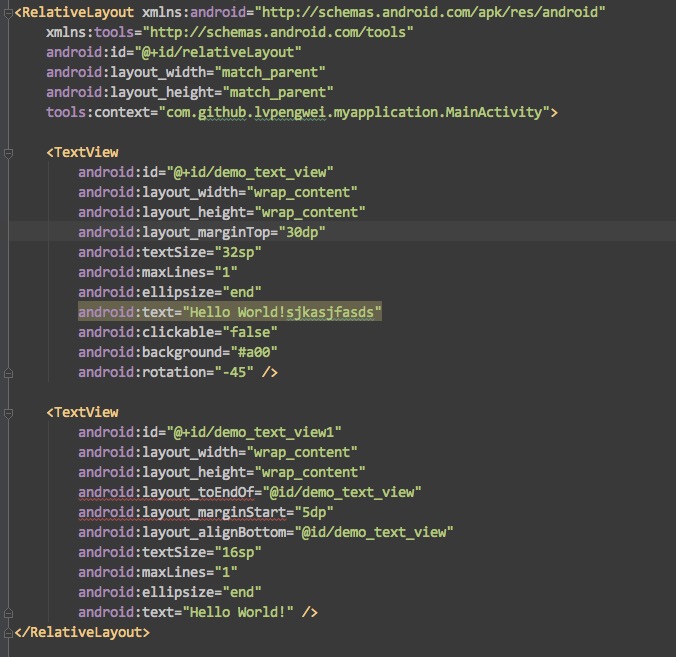 <RelativeLayout xmlns:android="http://schemas.android.com/apk/res/android"
xmlns:tools="http://schemas.android.com/tools"
android:id="@+id/relativeLayout"
android:layout_width="match_parent"
android:layout_height="match_parent"
tools:context="com.github.lvpengwei.myapplication.MainActivity">
<TextView
android:id="@+id/demo_text_view"
android:layout_width="wrap_content"
android:layout_height="wrap_content"
android:layout_marginTop="30dp"
android:textSize="32sp"
android:maxLines="1"
android:ellipsize="end"
android:text="Hello World!sjkasjfasds"
android:clickable="false"
android:background="#a00"
android:rotation="-45" />
<TextView
android:id="@+id/demo_text_view1"
android:layout_width="wrap_content"
android:layout_height="wrap_content"
android:layout_toEndOf="@id/demo_text_view"
android:layout_marginStart="5dp"
android:layout_alignBottom="@id/demo_text_view"
android:textSize="16sp"
android:maxLines="1"
android:ellipsize="end"
android:text="Hello World!" />
</RelativeLayout>